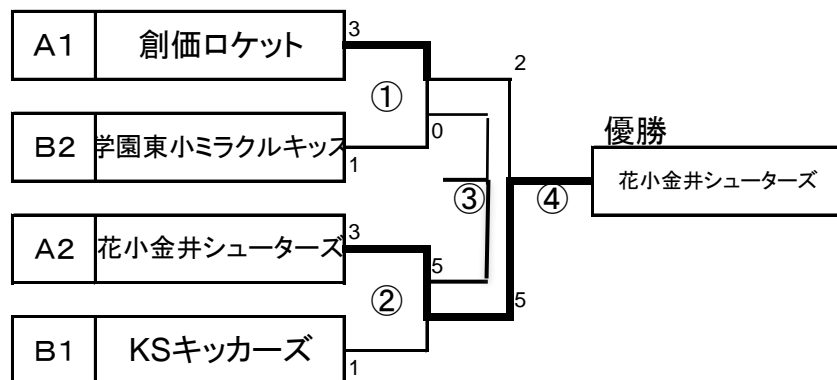 A1 創価ロケット 3
2
①
B2 学園東小ミラクルキッズ 1
0
優勝
花小金井シューターズ
③ ④
A2 花小金井シューターズ 3
5
②
5
B1 KSキッカーズ 1